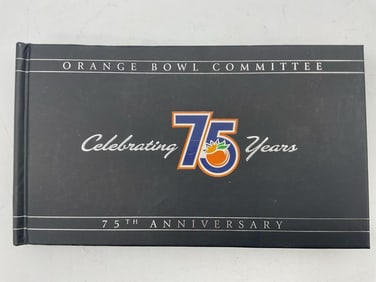 ORANGE BOWL COMMITTEE
Celebrating 75 Years
75TH ANNIVERSARY